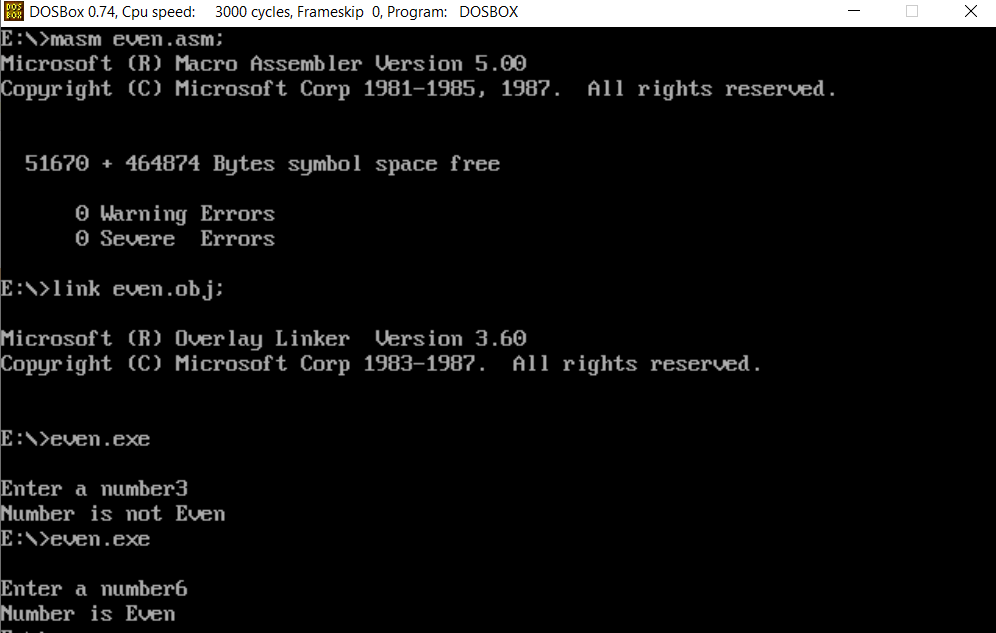 DOS BOX
DOSBox 0.74, Cpu speed: 3000 cycles, Frameskip 0, Program: DOSBOX
E:\>masm even.asm;
Microsoft (R) Macro Assembler Version 5.00
Copyright (C) Microsoft Corp 1981-1985, 1987.  All rights reserved.
51670 + 464874 Bytes symbol space free
0 Warning Errors
0 Severe  Errors
E:\>link even.obj;
Microsoft (R) Overlay Linker  Version 3.60
Copyright (C) Microsoft Corp 1983-1987.  All rights reserved.
E:\>even.exe
Enter a number3
Number is not Even
E:\>even.exe
Enter a number6
Number is Even